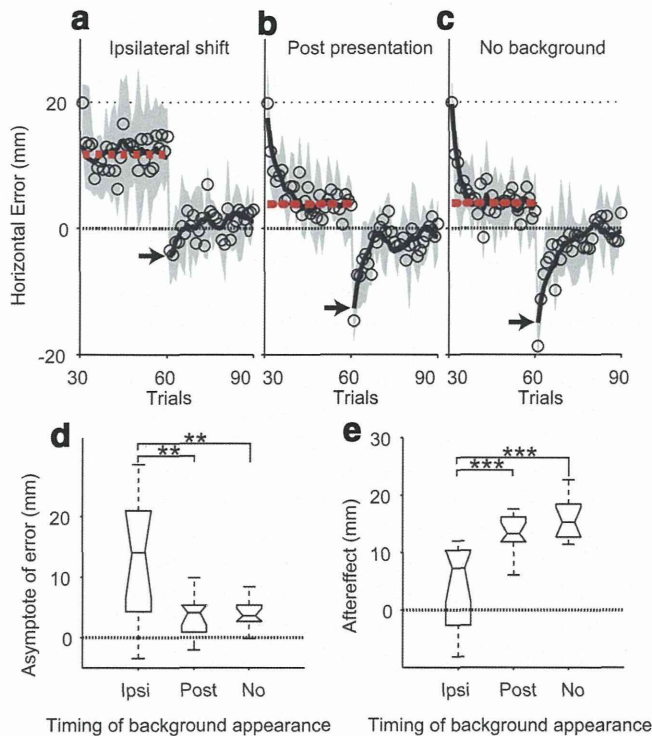 a
b
c
Ipsilateral shift
Post presentation
No background
Horizontal Error (mm)
20
0
-20
30
60
90
30
60
90
30
60
90
Trials
Trials
Trials
d
e
**
**
***
***
Asymptote of error (mm)
20
10
0
Aftereffect (mm)
30
20
10
0
Ipsi
Post
No
Ipsi
Post
No
Timing of background appearance
Timing of background appearance